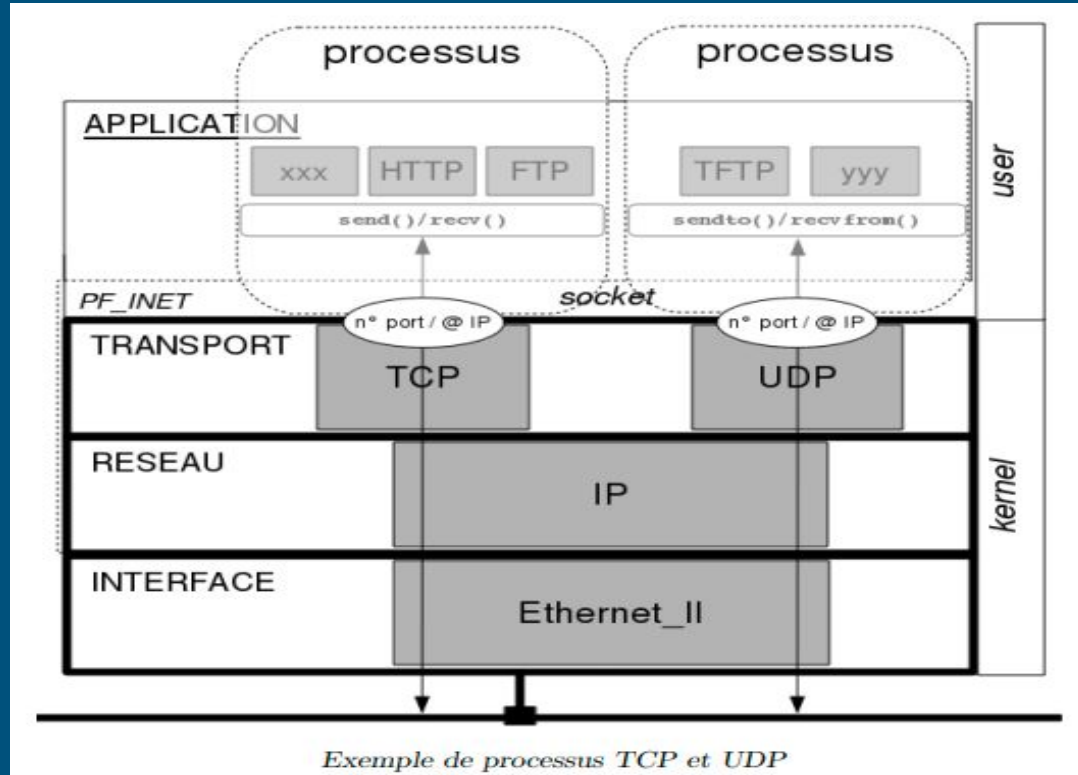 processus
processus
APPLICATION
xxx
HTTP
FTP
TFTP
yyy
send()/recv()
sendto()/recvfrom()
user
PF_INET
socket
n° port / @ IP
n° port / @ IP
TRANSPORT
TCP
UDP
RESEAU
IP
kernel
INTERFACE
Ethernet_II
Exemple de processus TCP et UDP